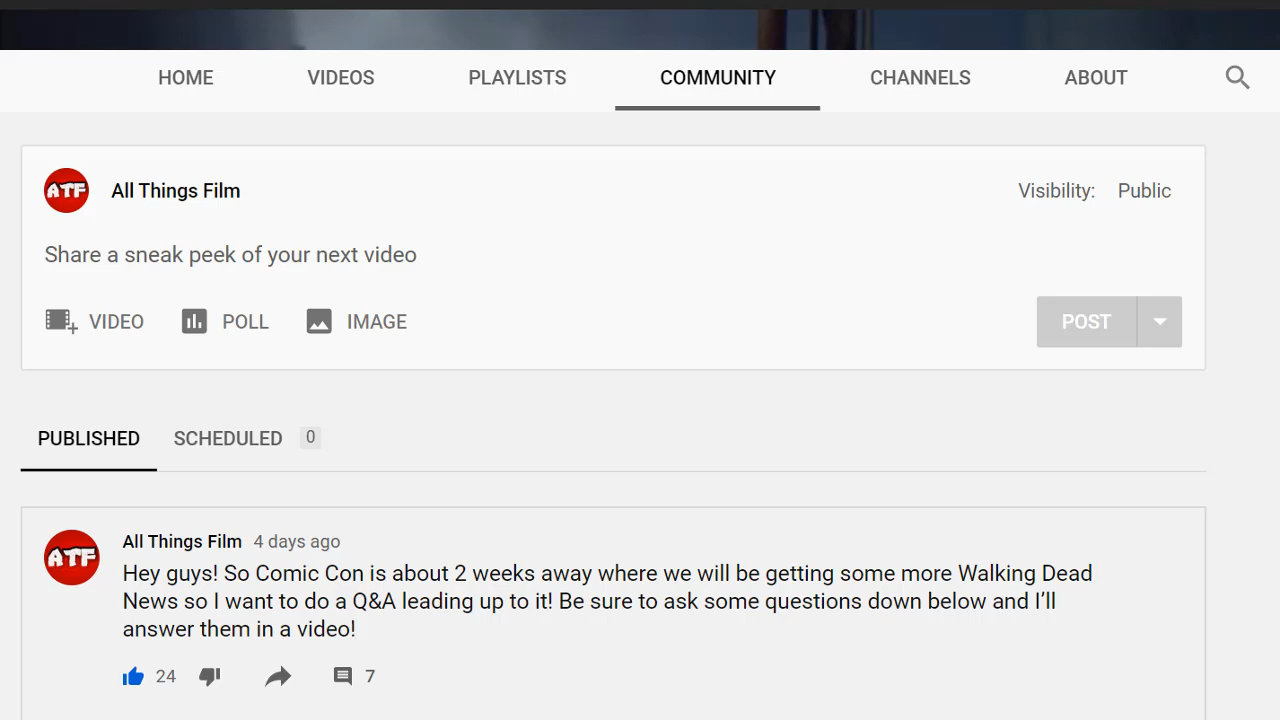 HOME VIDEOS PLAYLISTS COMMUNITY CHANNELS ABOUT
ATF All Things Film Visibility: Public
Share a sneak peek of your next video
VIDEO POLL IMAGE POST
PUBLISHED SCHEDULED 0
ATF All Things Film 4 days ago
Hey guys! So Comic Con is about 2 weeks away where we will be getting some more Walking Dead
News so I want to do a Q&A leading up to it! Be sure to ask some questions down below and I’ll
answer them in a video!
24 7